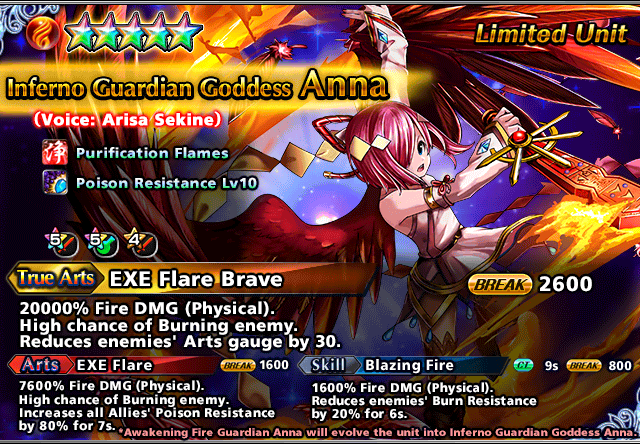 Limited Unit
Inferno Guardian Goddess Anna
(Voice: Arisa Sekine)
浄 Purification Flames
Poison Resistance Lv10
5 5 4
True Arts EXE Flare Brave BREAK 2600
20000% Fire DMG (Physical).
High chance of Burning enemy.
Reduces enemies' Arts gauge by 30.
Arts EXE Flare BREAK 1600
7600% Fire DMG (Physical).
High chance of Burning enemy.
Increases all Allies' Poison Resistance
by 80% for 7s.
Skill Blazing Fire CT 9s BREAK 800
1600% Fire DMG (Physical).
Reduces enemies' Burn Resistance
by 20% for 6s.
*Awakening Fire Guardian Anna will evolve the unit into Inferno Guardian Goddess Anna.